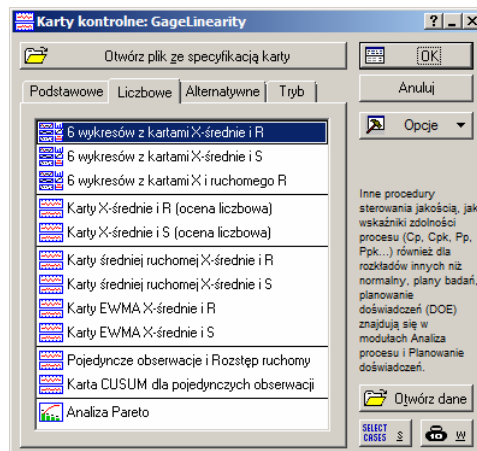 Karty kontrolne: GageLinearity
Otwórz plik ze specyfikacją karty
OK
Anuluj
Opcje
Podstawowe Liczbowe Alternatywne Tryb
6 wykresów z kartami X-średnie i R
6 wykresów z kartami X-średnie i S
6 wykresów z kartami X i ruchomego R
Karty X-średnie i R (ocena liczbowa)
Karty X-średnie i S (ocena liczbowa)
Karty średniej ruchomej X-średnie i R
Karty średniej ruchomej X-średnie i S
Karty EWMA X-średnie i R
Karty EWMA X-średnie i S
Pojedyncze obserwacje i Rozstęp ruchomy
Karta CUSUM dla pojedynczych obserwacji
Analiza Pareto
Inne procedury
sterowania jakością, jak
wskaźniki zdolności
procesu (Cp, Cpk, Pp,
Ppk...) również dla
rozkładów innych niż
normalny, plany badań,
planowanie
doświadczeń (DOE)
znajdują się w
modułach Analiza
procesu i Planowanie
doświadczeń.
Otwórz dane
SELECT CASES S W